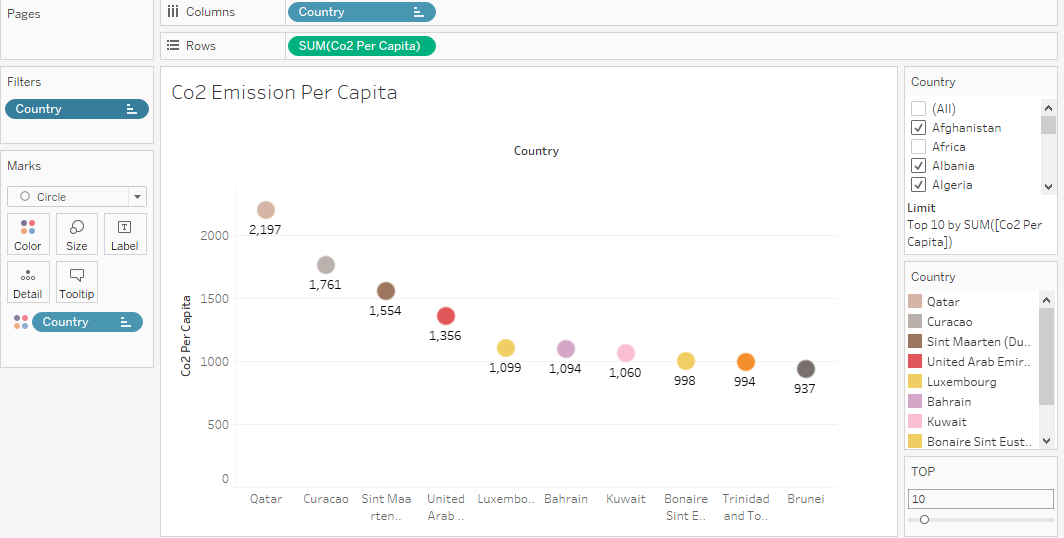 Pages
Columns
Country
Rows
SUM(Co2 Per Capita)
Filters
Country
Marks
Circle
Color
Size
Label
Detail
Tooltip
Country
Co2 Emission Per Capita
Country
Co2 Per Capita
2000
1500
1000
500
0
2,197
1,761
1,554
1,356
1,099
1,094
1,060
998
994
937
Qatar
Curacao
Sint Maa
rten..
United
Arab ..
Luxembo..
Bahrain
Kuwait
Bonaire
Sint E..
Trinidad
and To..
Brunei
Country
(All)
Afghanistan
Africa
Albania
Algeria
Limit
Top 10 by SUM([Co2 Per
Capita])
Country
Qatar
Curacao
Sint Maarten (Du..
United Arab Emir..
Luxembourg
Bahrain
Kuwait
Bonaire Sint Eust..
TOP
10